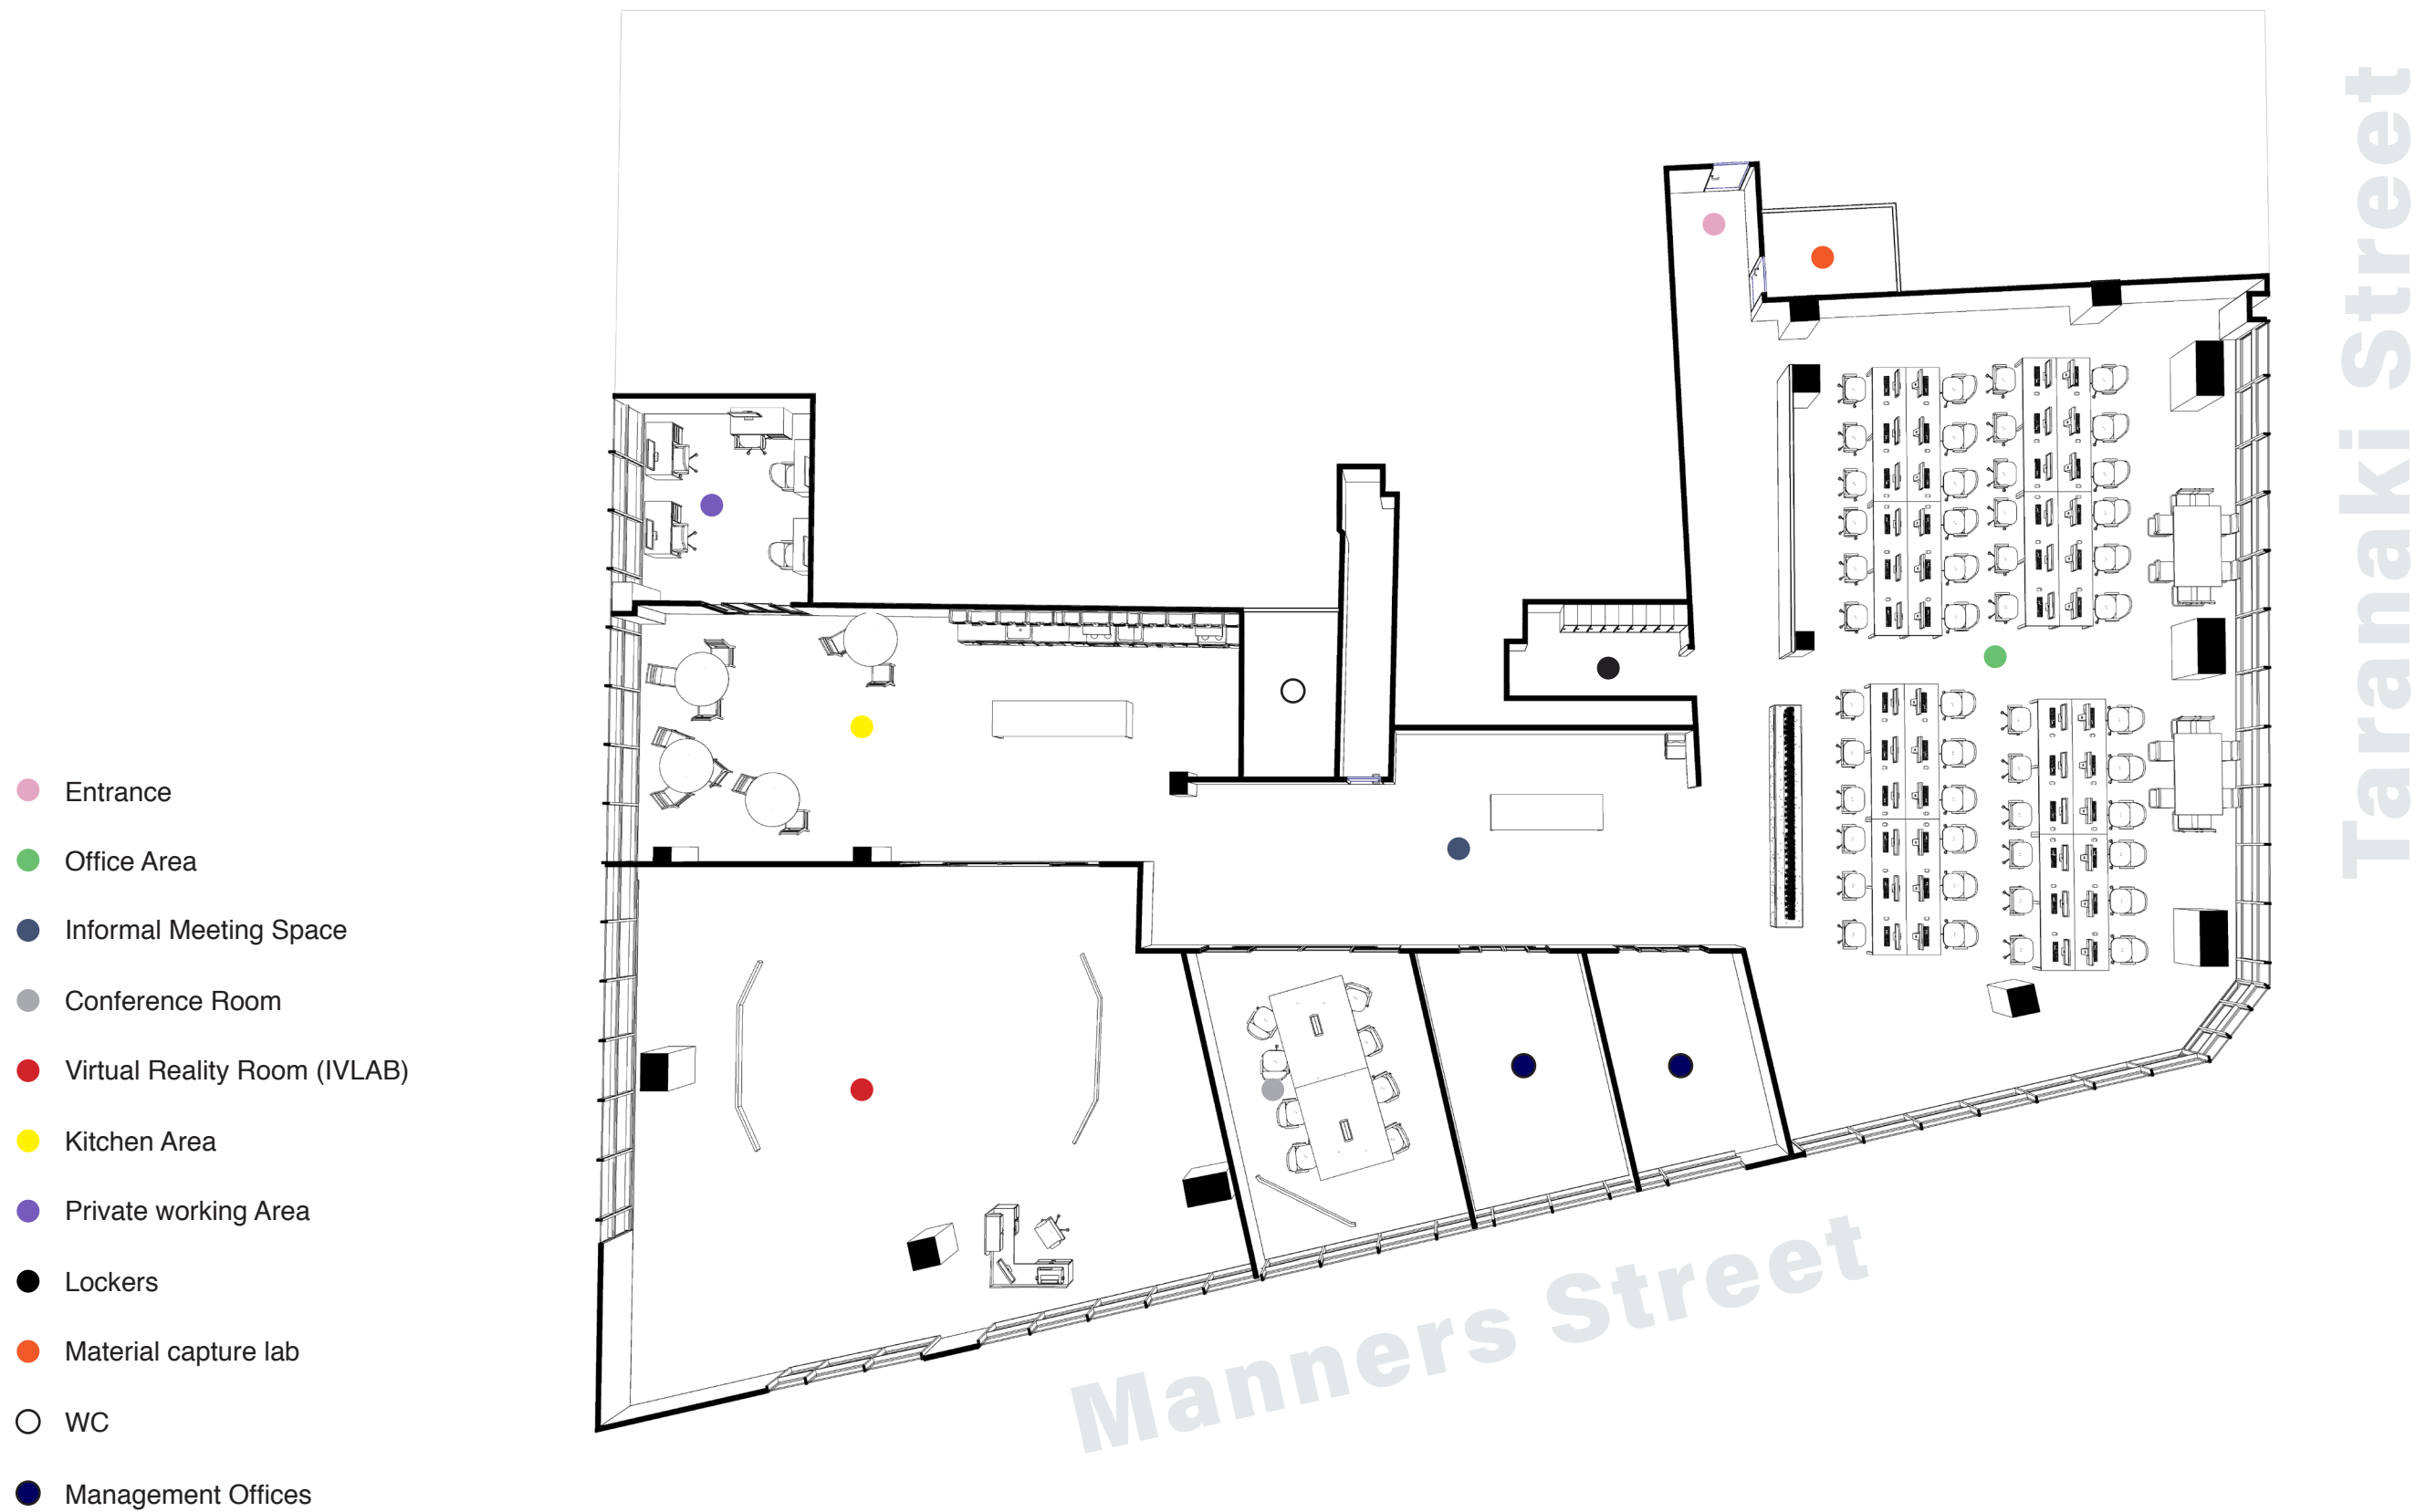 Entrance
Office Area
Informal Meeting Space
Conference Room
Virtual Reality Room (IVLAB)
Kitchen Area
Private working Area
Lockers
Material capture lab
WC
Management Offices
Manners Street
Taranaki Street